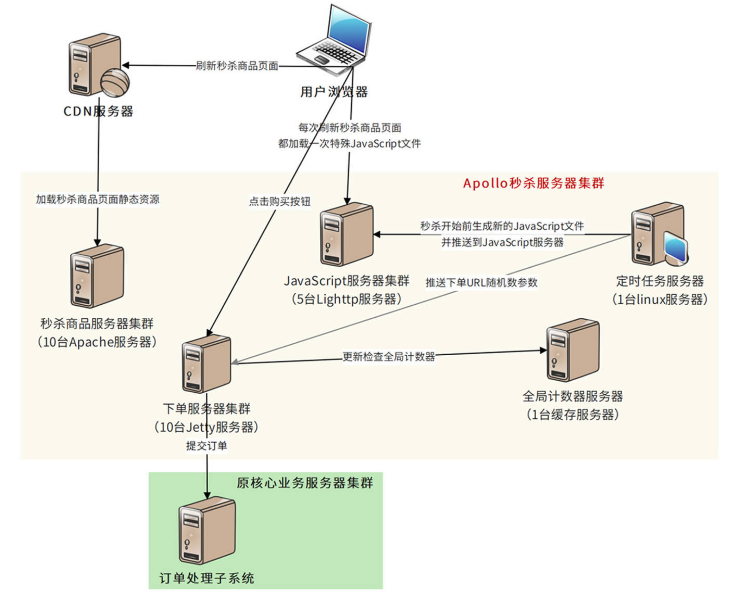 刷新秒杀商品页面
用户浏览器
CDN服务器
每次刷新秒杀商品页面
都加载一次特殊JavaScript文件
Apollo秒杀服务器集群
加载秒杀商品页面静态资源
点击购买按钮
秒杀开始前生成新的JavaScript文件
并推送到JavaScript服务器
JavaScript服务器集群
（5台Lighttp服务器）
推送下单URL随机数参数
定时任务服务器
（1台linux服务器）
秒杀商品服务器集群
（10台Apache服务器）
更新检查全局计数器
下单服务器集群
（10台Jetty服务器）
全局计数器服务器
（1台缓存服务器）
提交订单
原核心业务服务器集群
订单处理子系统